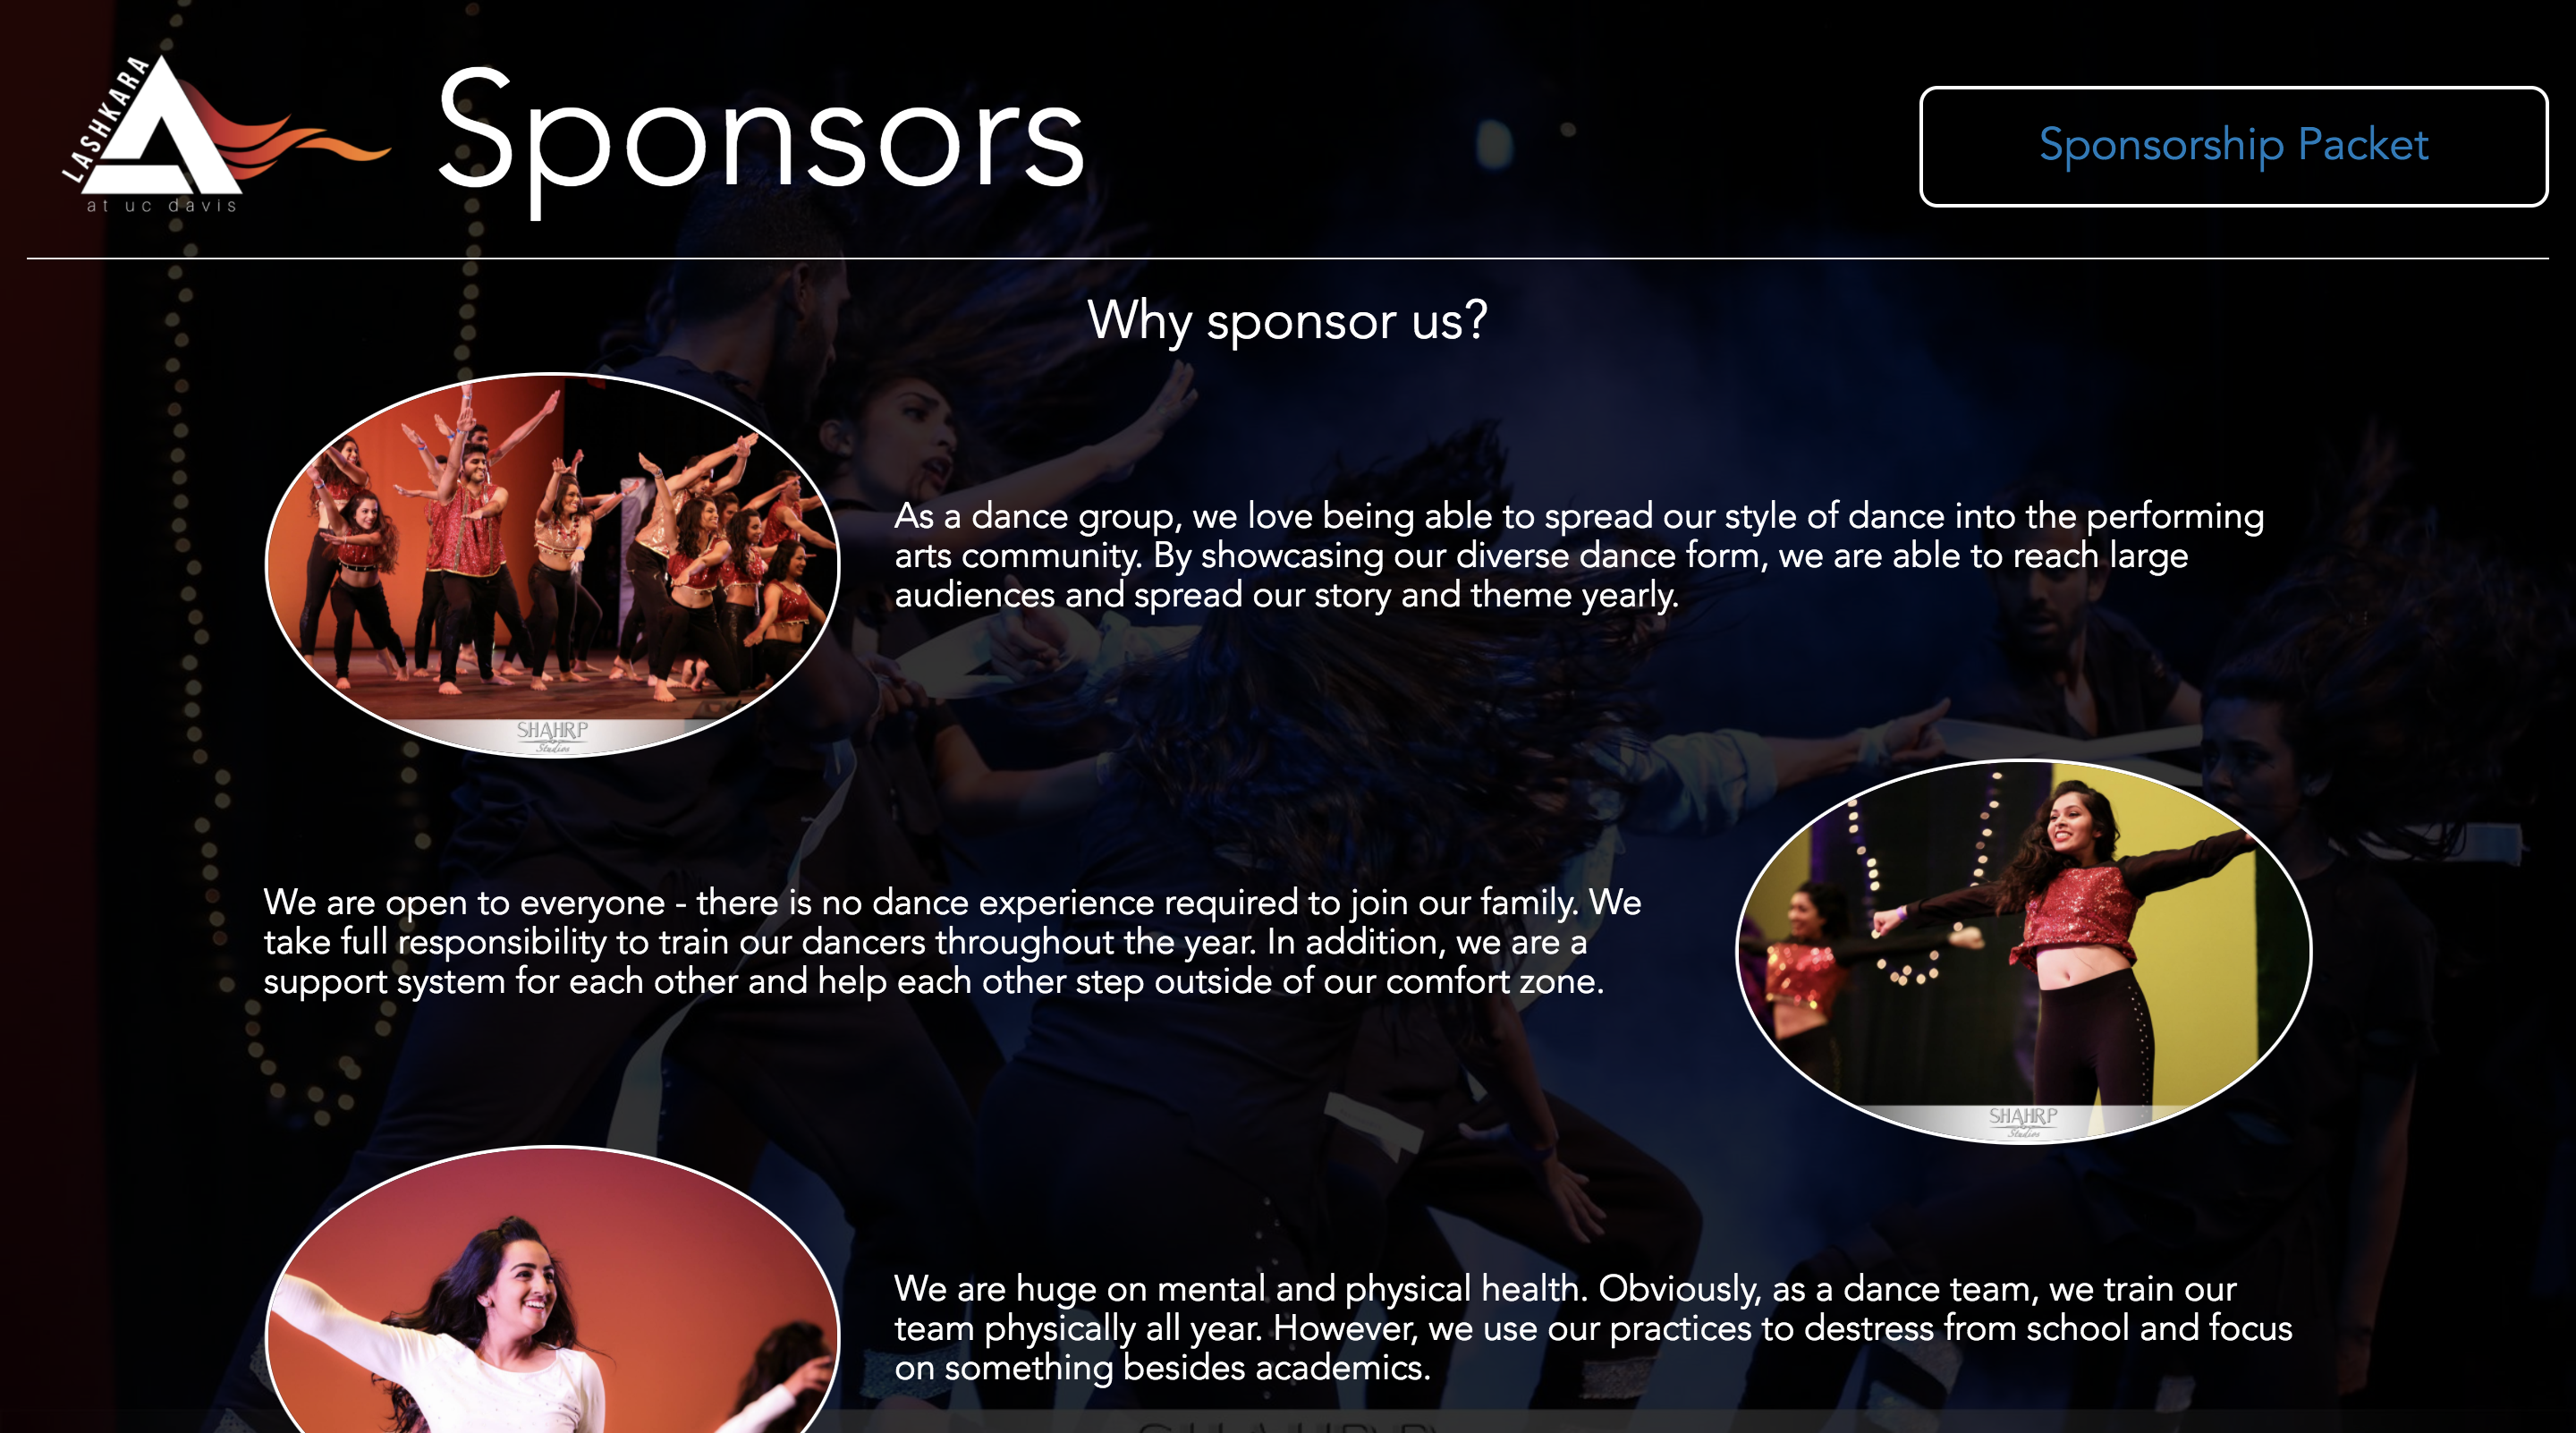 LASHKARA
at uc davis
Sponsors
Sponsorship Packet
Why sponsor us?
As a dance group, we love being able to spread our style of dance into the performing
arts community. By showcasing our diverse dance form, we are able to reach large
audiences and spread our story and theme yearly.
SHAHRP
Studios
We are open to everyone - there is no dance experience required to join our family. We
take full responsibility to train our dancers throughout the year. In addition, we are a
support system for each other and help each other step outside of our comfort zone.
SHAHRP
Studios
We are huge on mental and physical health. Obviously, as a dance team, we train our
team physically all year. However, we use our practices to destress from school and focus
on something besides academics.